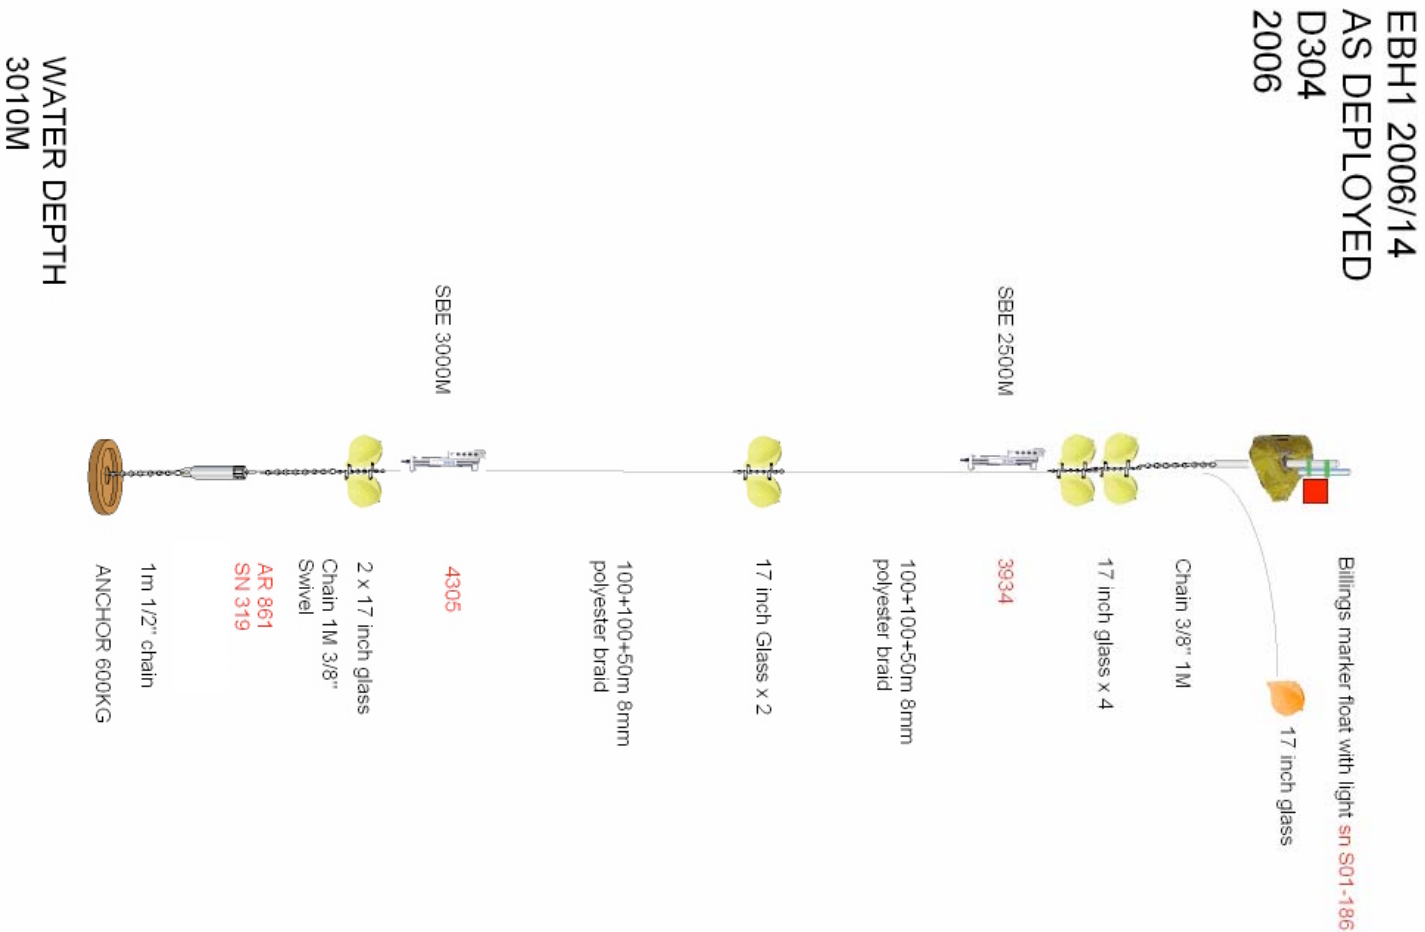 EBH1 2006/14
AS DEPLOYED
D304
2006
Billings marker float with light sn S01-186
17 inch glass
Chain 3/8" 1M
17 inch glass x 4
SBE 2500M
3934
100+100+50m 8mm
polyester braid
17 inch Glass x 2
100+100+50m 8mm
polyester braid
SBE 3000M
4305
2 x 17 inch glass
Chain 1M 3/8"
Swivel
AR 861
SN 319
1m 1/2" chain
ANCHOR 600KG
WATER DEPTH
3010M